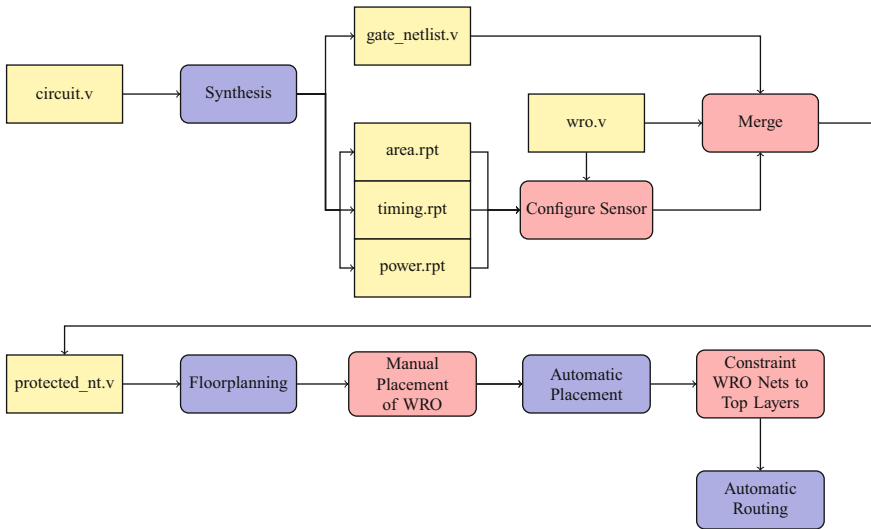 gate_netlist.v
circuit.v
Synthesis
wro.v
Merge
area.rpt
timing.rpt
Configure Sensor
power.rpt
protected_nt.v
Floorplanning
Manual
Placement
of WRO
Automatic
Placement
Constraint
WRO Nets to
Top Layers
Automatic
Routing